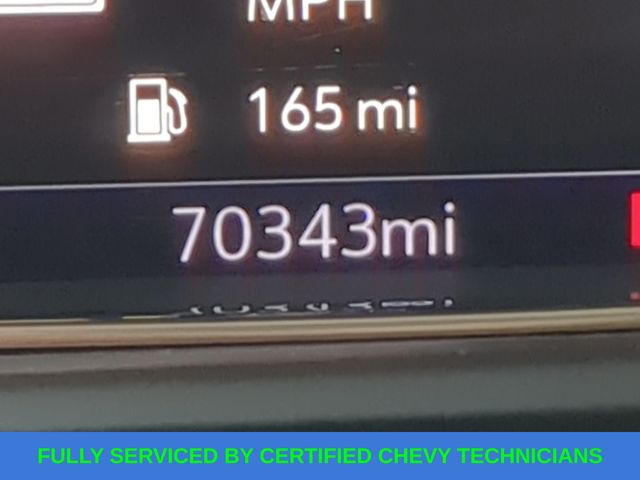 MPH
165 mi
70343mi
FULLY SERVICED BY CERTIFIED CHEVY TECHNICIANS